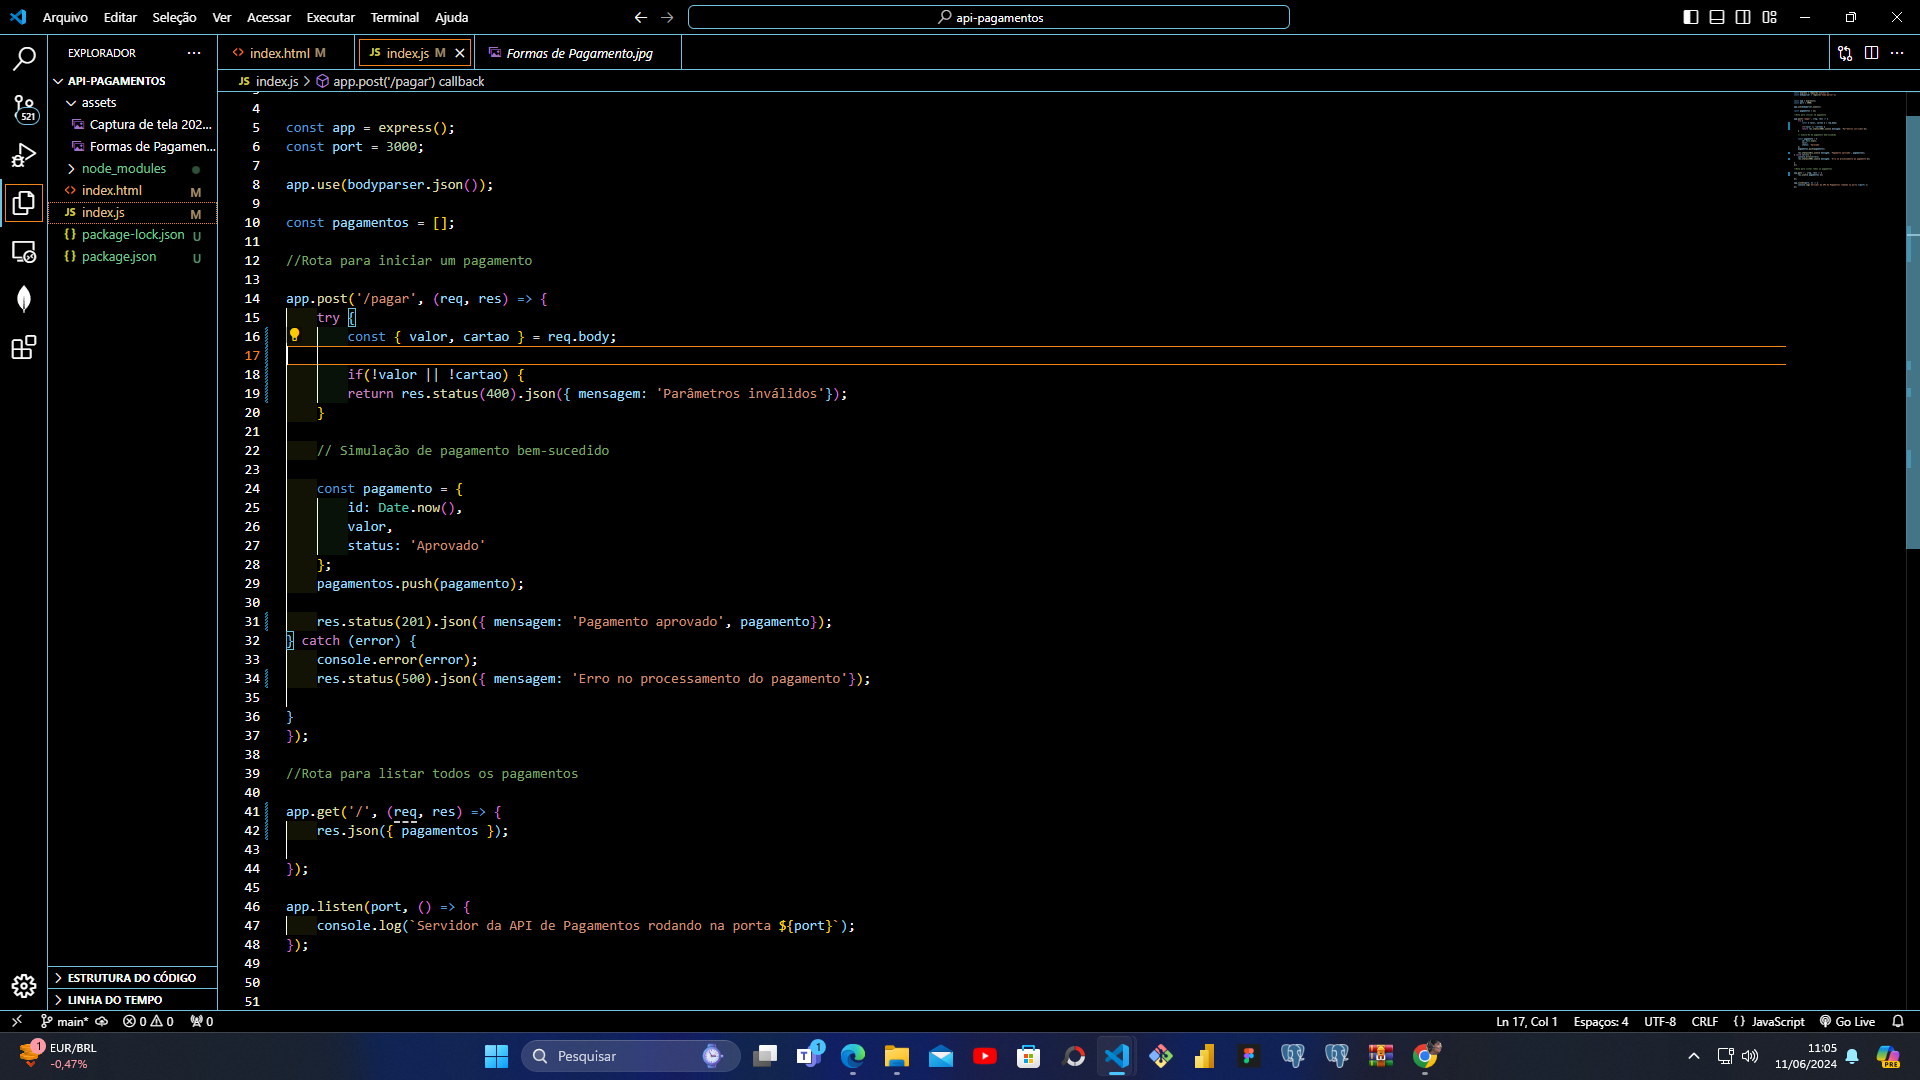 Arquivo Editar Seleção Ver Acessar Executar Terminal Ajuda
api-pagamentos
EXPLORADOR
API-PAGAMENTOS
assets
Captura de tela 202...
Formas de Pagamen...
node_modules
index.html M
index.js M
package-lock.json U
package.json U
ESTRUTURA DO CÓDIGO
LINHA DO TEMPO
521
index.html M
JS index.js M
Formas de Pagamento.jpg
JS index.js > app.post('/pagar') callback
4
5 const app = express();
6 const port = 3000;
7
8 app.use(bodyparser.json());
9
10 const pagamentos = [];
11
12 //Rota para iniciar um pagamento
13
14 app.post('/pagar', (req, res) => {
15 try {
16 const { valor, cartao } = req.body;
17
18 if(!valor || !cartao) {
19 return res.status(400).json({ mensagem: 'Parâmetros inválidos'});
20 }
21
22 // Simulação de pagamento bem-sucedido
23
24 const pagamento = {
25 id: Date.now(),
26 valor,
27 status: 'Aprovado'
28 };
29 pagamentos.push(pagamento);
30
31 res.status(201).json({ mensagem: 'Pagamento aprovado', pagamento});
32 } catch (error) {
33 console.error(error);
34 res.status(500).json({ mensagem: 'Erro no processamento do pagamento'});
35
36 }
37 });
38
39 //Rota para listar todos os pagamentos
40
41 app.get('/', (req, res) => {
42 res.json({ pagamentos });
43
44 });
45
46 app.listen(port, () => {
47 console.log(`Servidor da API de Pagamentos rodando na porta ${port}`);
48 });
49
50
51
main* 0 0 0
Ln 17, Col 1 Espaços: 4 UTF-8 CRLF {} JavaScript Go Live
1 EUR/BRL
-0,47%
Pesquisar
1
11:05
11/06/2024
PRE